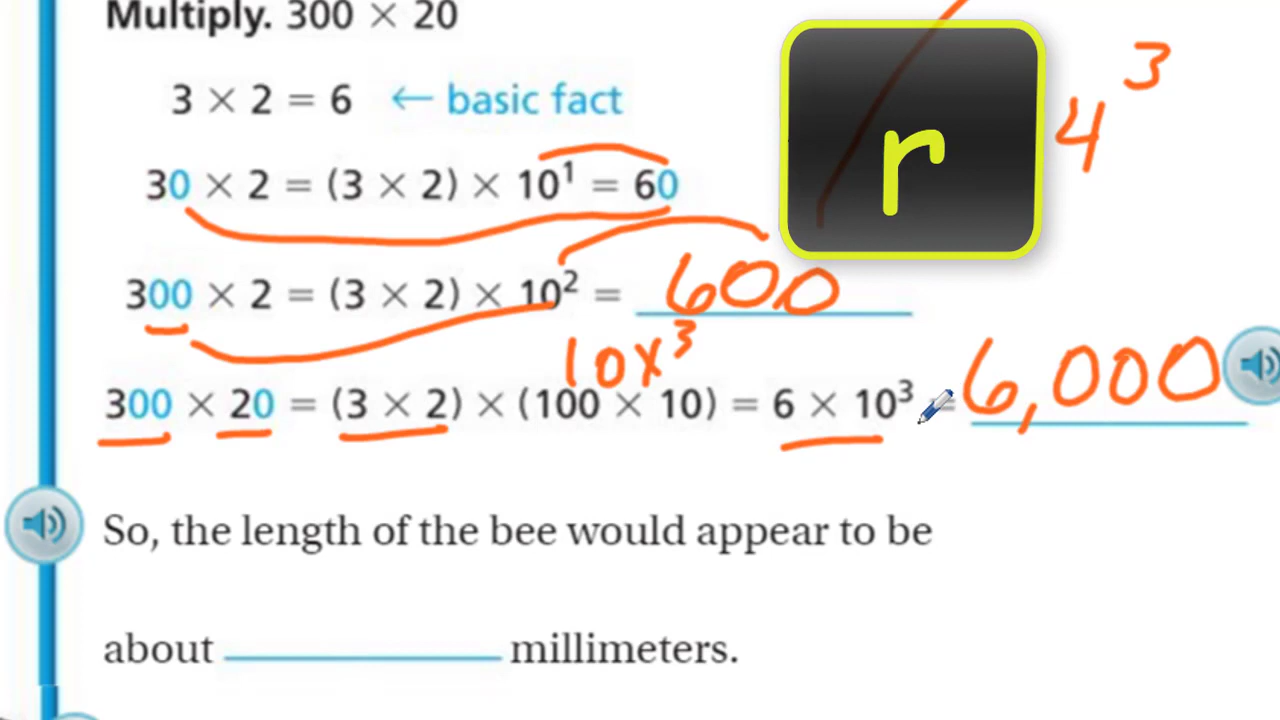 Multiply. 300 × 20
3 × 2 = 6 ← basic fact
r
4³
30 × 2 = (3 × 2) × 10¹ = 60
300 × 2 = (3 × 2) × 10² = 600
10x³
300 × 20 = (3 × 2) × (100 × 10) = 6 × 10³ = 6,000
So, the length of the bee would appear to be
about ________ millimeters.